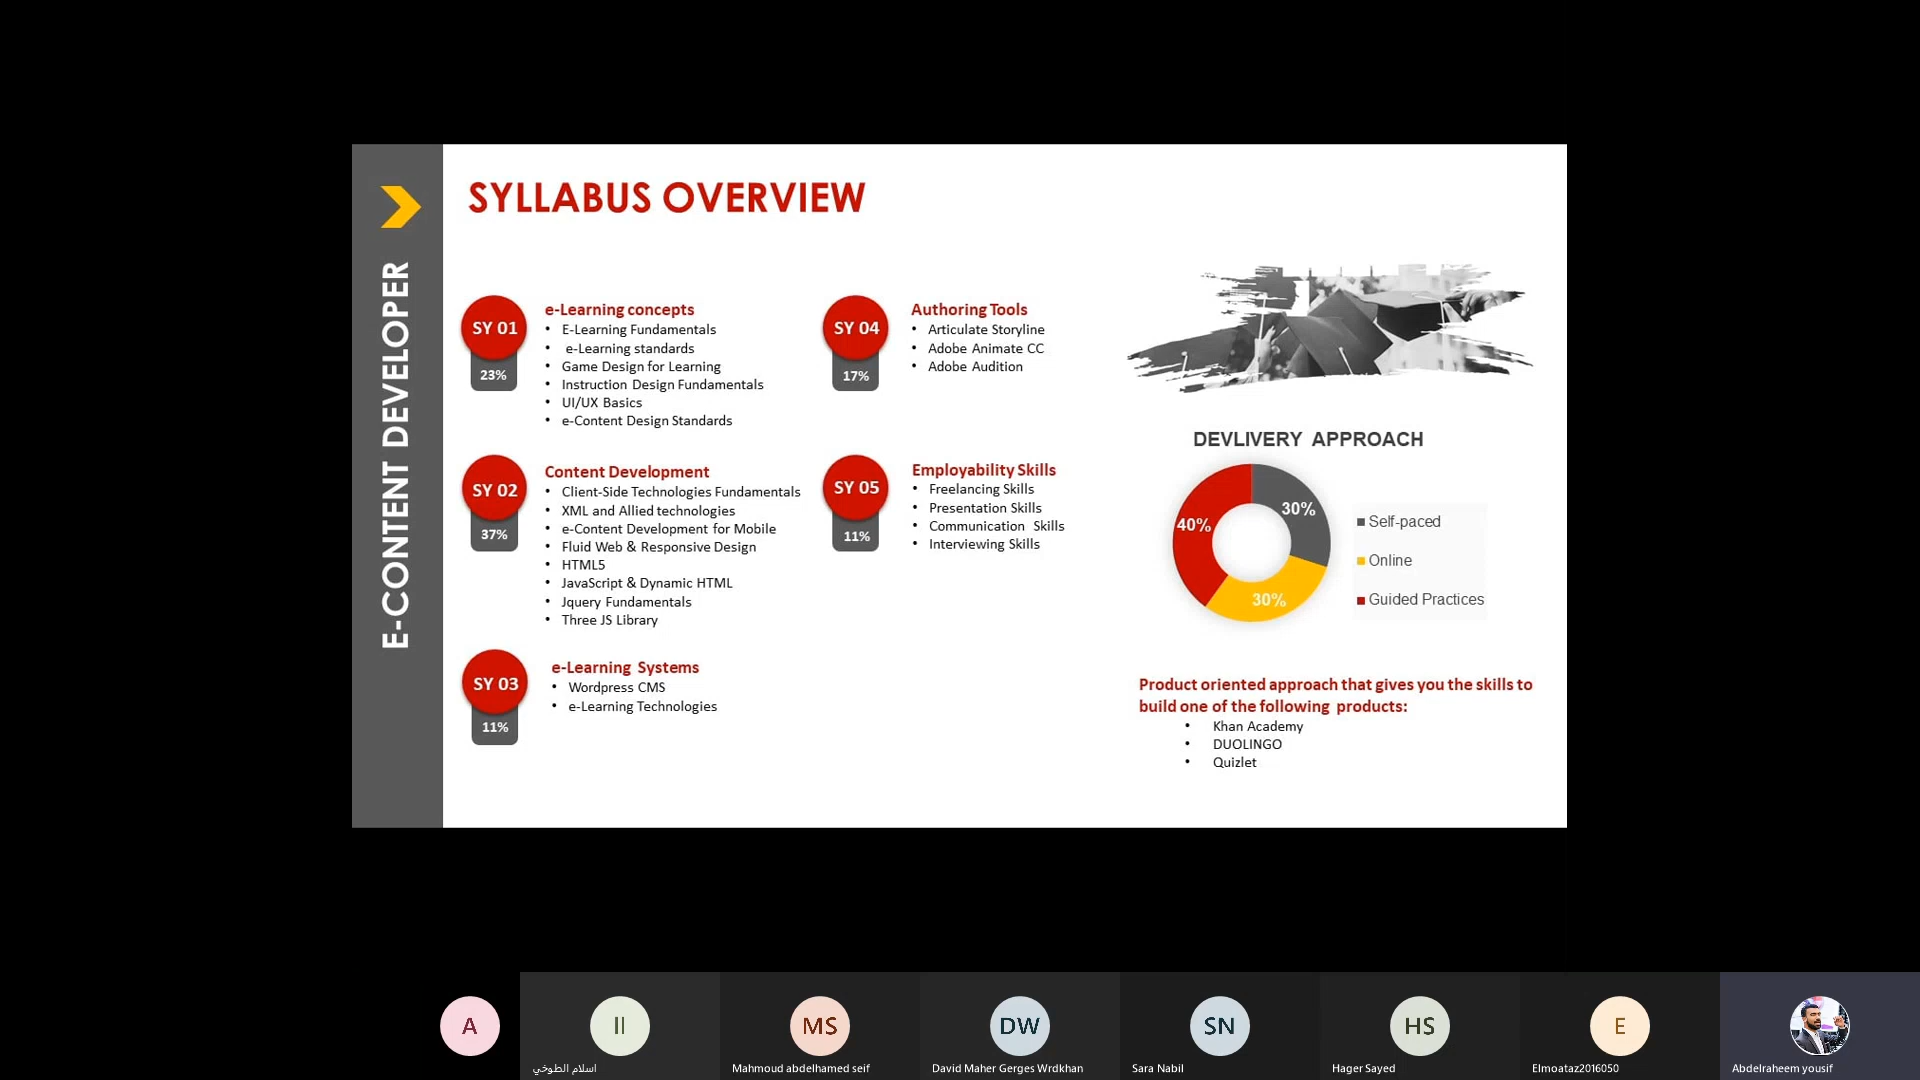 E-CONTENT DEVELOPER
SYLLABUS OVERVIEW
SY 01
23%
e-Learning concepts
• E-Learning Fundamentals
• e-Learning standards
• Game Design for Learning
• Instruction Design Fundamentals
• UI/UX Basics
• e-Content Design Standards
SY 02
37%
Content Development
• Client-Side Technologies Fundamentals
• XML and Allied technologies
• e-Content Development for Mobile
• Fluid Web & Responsive Design
• HTML5
• JavaScript & Dynamic HTML
• Jquery Fundamentals
• Three JS Library
SY 03
11%
e-Learning Systems
• Wordpress CMS
• e-Learning Technologies
SY 04
17%
Authoring Tools
• Articulate Storyline
• Adobe Animate CC
• Adobe Audition
SY 05
11%
Employability Skills
• Freelancing Skills
• Presentation Skills
• Communication Skills
• Interviewing Skills
DEVLIVERY APPROACH
40%
30%
30%
Self-paced
Online
Guided Practices
Product oriented approach that gives you the skills to
build one of the following products:
• Khan Academy
• DUOLINGO
• Quizlet
A
اا
اسلام الطوخي
MS
Mahmoud abdelhamed seif
DW
David Maher Gerges Wrdkhan
SN
Sara Nabil
HS
Hager Sayed
E
Elmoataz2016050
Abdelraheem yousif